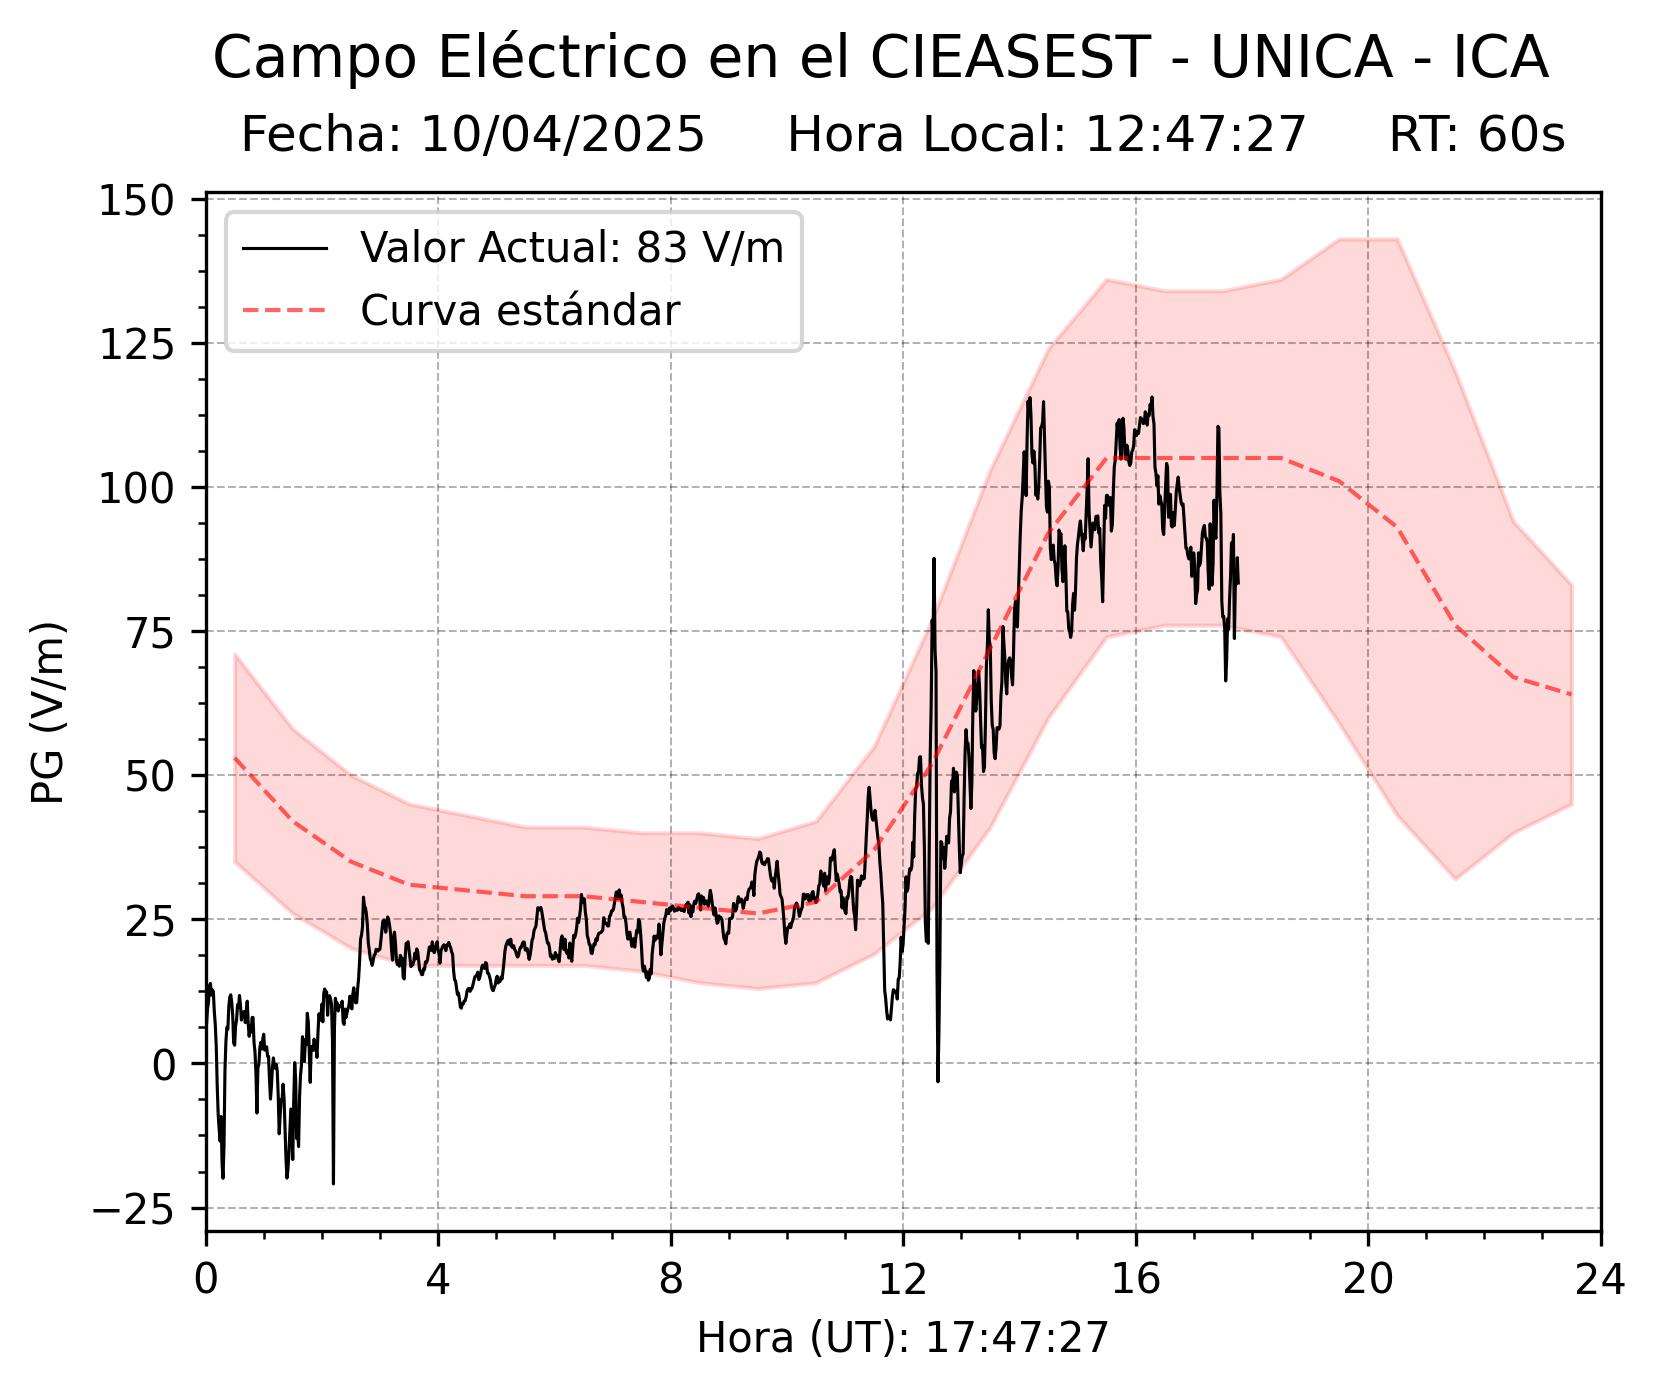 Campo Eléctrico en el CIEASEST - UNICA - ICA
Fecha: 10/04/2025 Hora Local: 12:47:27 RT: 60s
Valor Actual: 83 V/m
Curva estándar
PG (V/m)
150
125
100
75
50
25
0
−25
0 4 8 12 16 20 24
Hora (UT): 17:47:27